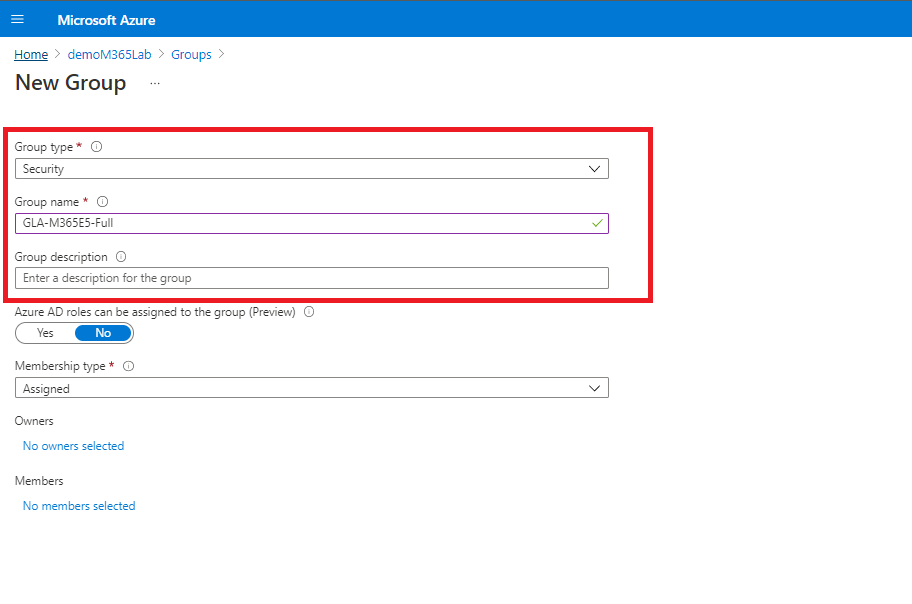 Microsoft Azure
Home > demoM365Lab > Groups >
New Group ...
Group type *
Security
Group name *
GLA-M365E5-Full
Group description
Enter a description for the group
Azure AD roles can be assigned to the group (Preview)
Yes No
Membership type *
Assigned
Owners
No owners selected
Members
No members selected